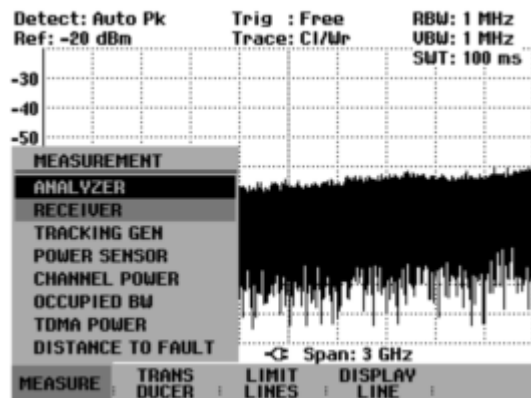 Detect: Auto Pk Trig : Free RBW: 1 MHz
Ref: -20 dBm Trace: Cl/Wr VBW: 1 MHz
SWT: 100 ms
-30
-40
-50
MEASUREMENT
ANALYZER
RECEIVER
TRACKING GEN
POWER SENSOR
CHANNEL POWER
OCCUPIED BW
TDMA POWER
DISTANCE TO FAULT
Span: 3 GHz
MEASURE TRANS DUCER LIMIT LINES DISPLAY LINE